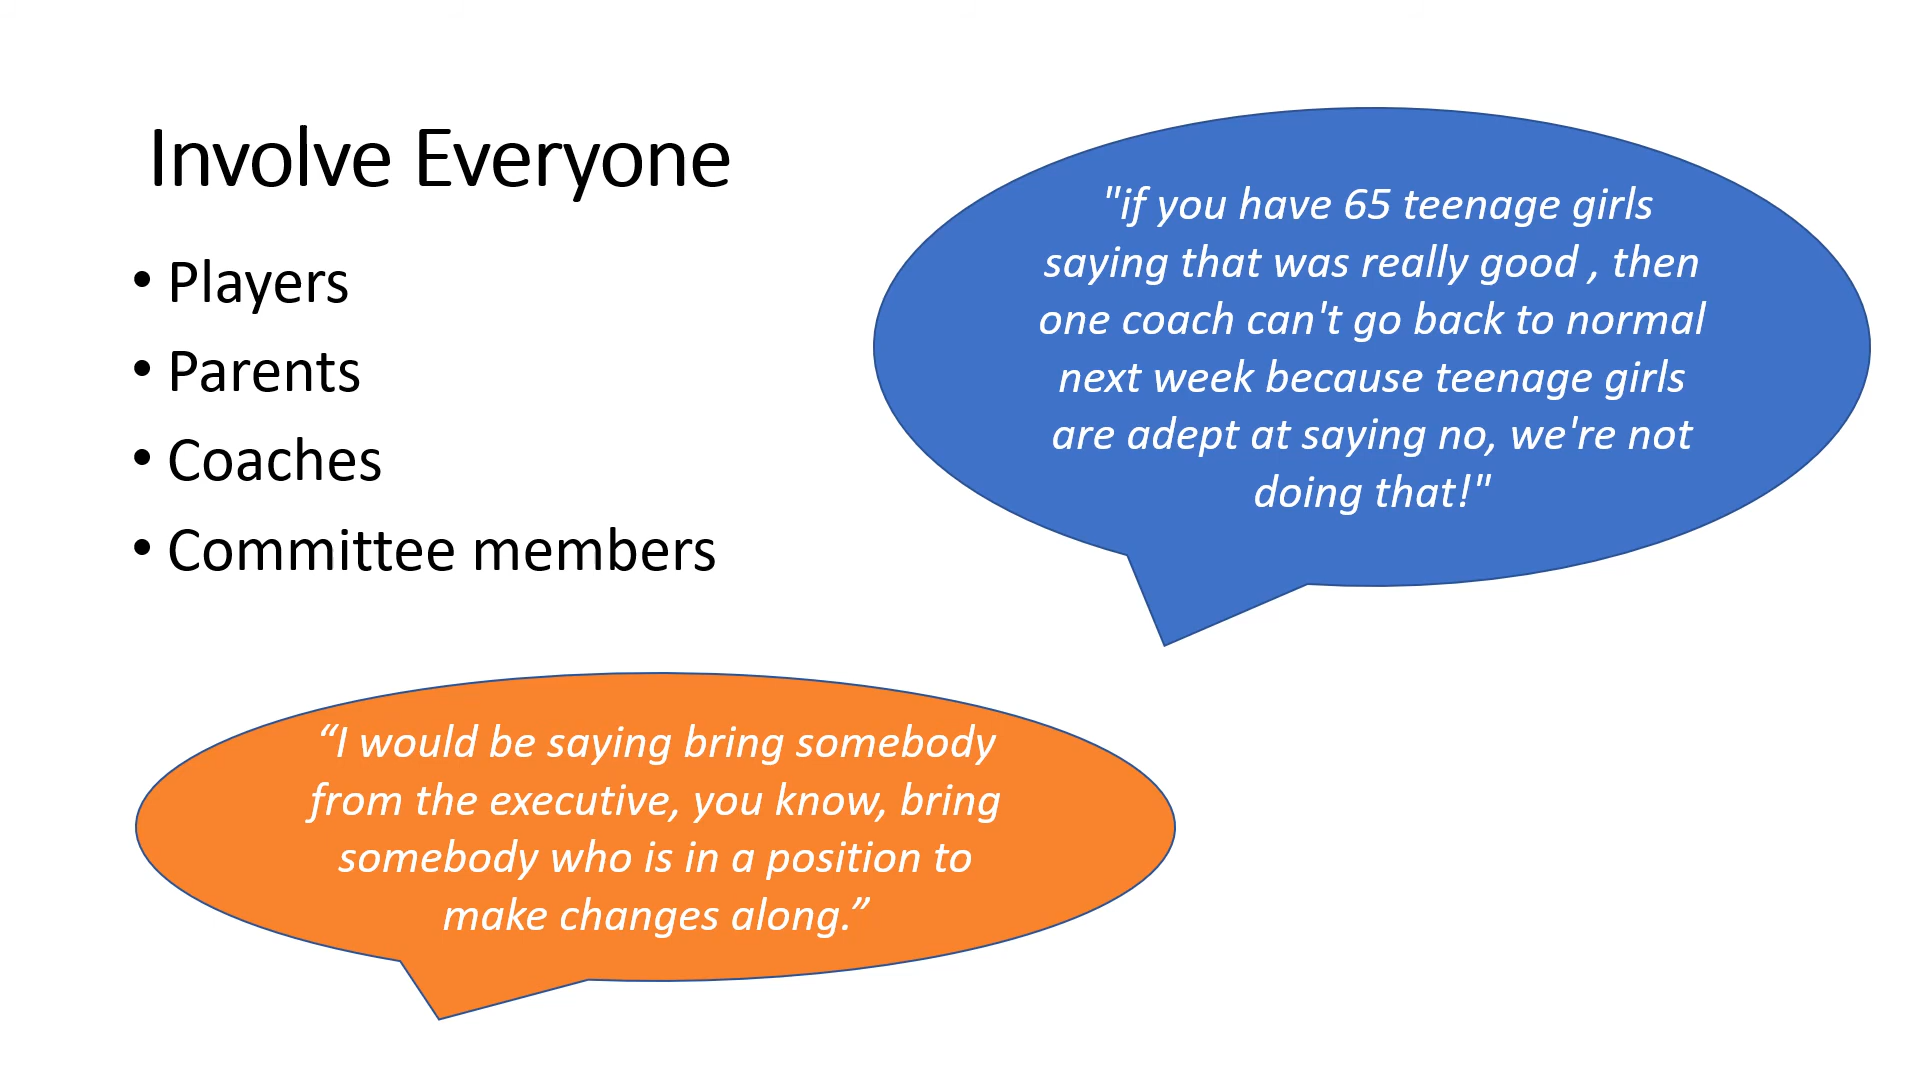 Involve Everyone
• Players
• Parents
• Coaches
• Committee members
"if you have 65 teenage girls
saying that was really good , then
one coach can't go back to normal
next week because teenage girls
are adept at saying no, we're not
doing that!"
“I would be saying bring somebody
from the executive, you know, bring
somebody who is in a position to
make changes along.”